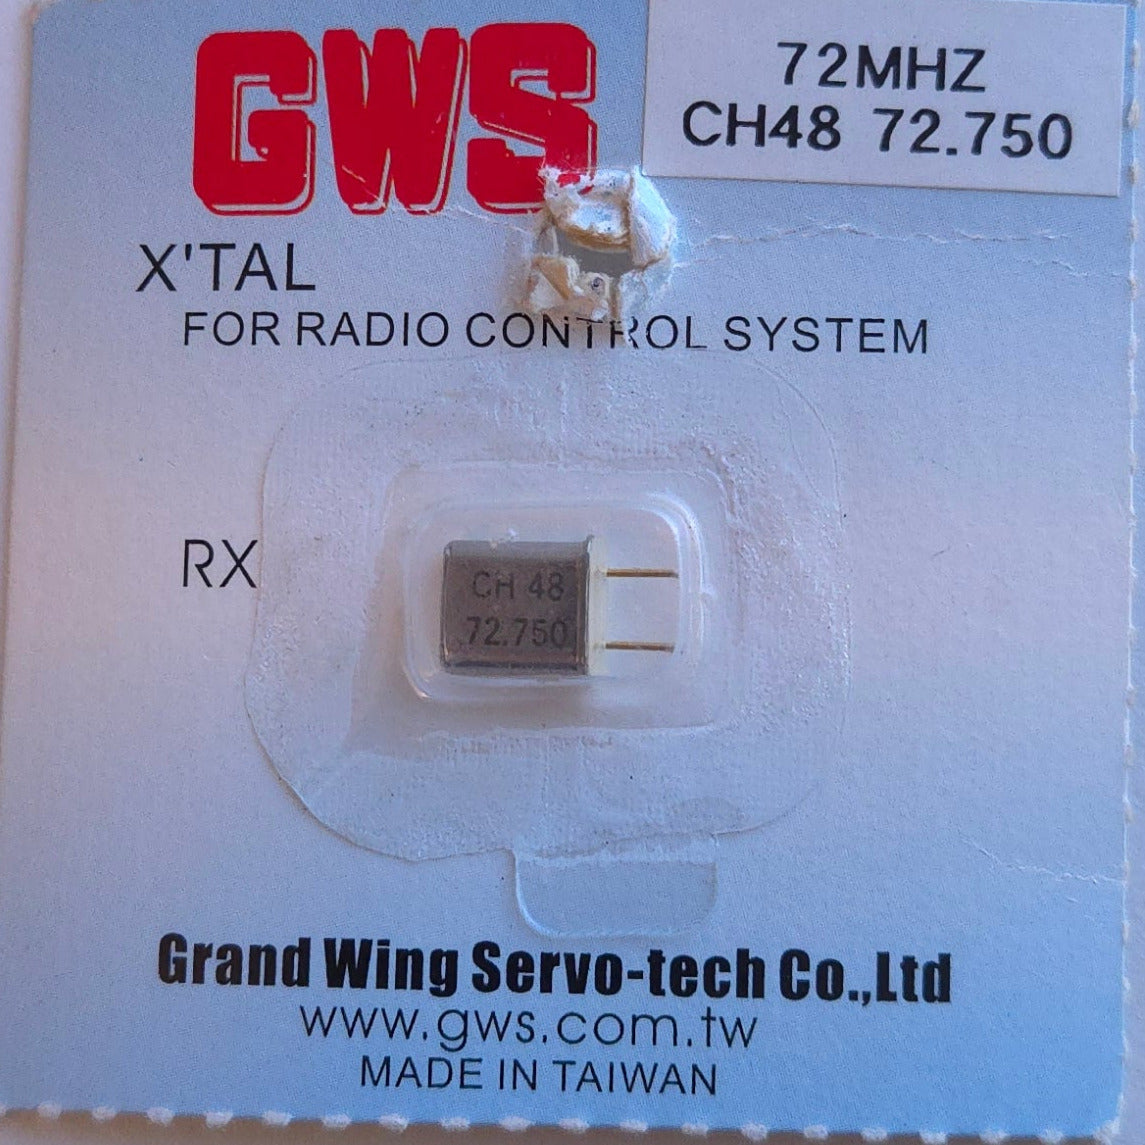 GWS
72MHZ
CH48 72.750
X'TAL
FOR RADIO CONTROL SYSTEM
RX
CH 48
72.750
Grand Wing Servo-tech Co.,Ltd
www.gws.com.tw
MADE IN TAIWAN